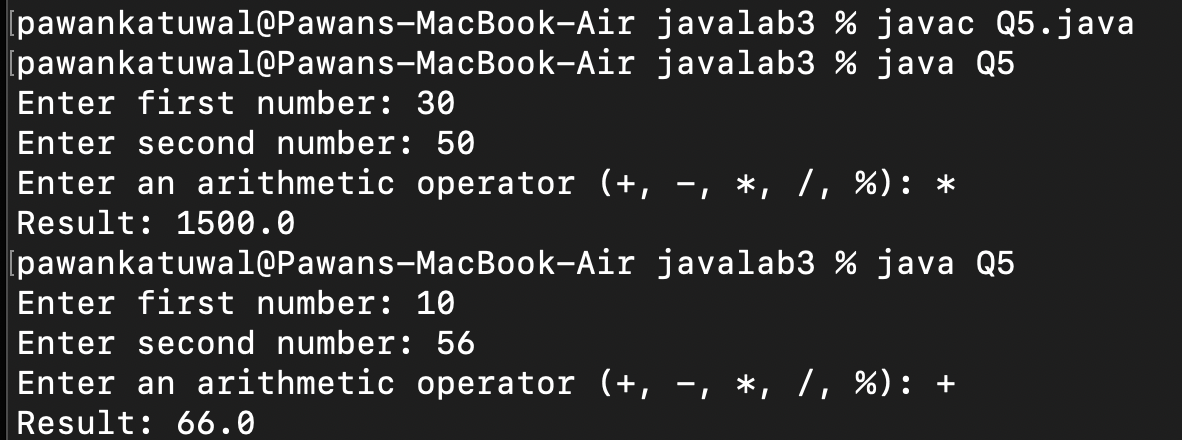 [pawankatuwal@Pawans-MacBook-Air javalab3 % javac Q5.java
[pawankatuwal@Pawans-MacBook-Air javalab3 % java Q5
Enter first number: 30
Enter second number: 50
Enter an arithmetic operator (+, -, *, /, %): *
Result: 1500.0
[pawankatuwal@Pawans-MacBook-Air javalab3 % java Q5
Enter first number: 10
Enter second number: 56
Enter an arithmetic operator (+, -, *, /, %): +
Result: 66.0